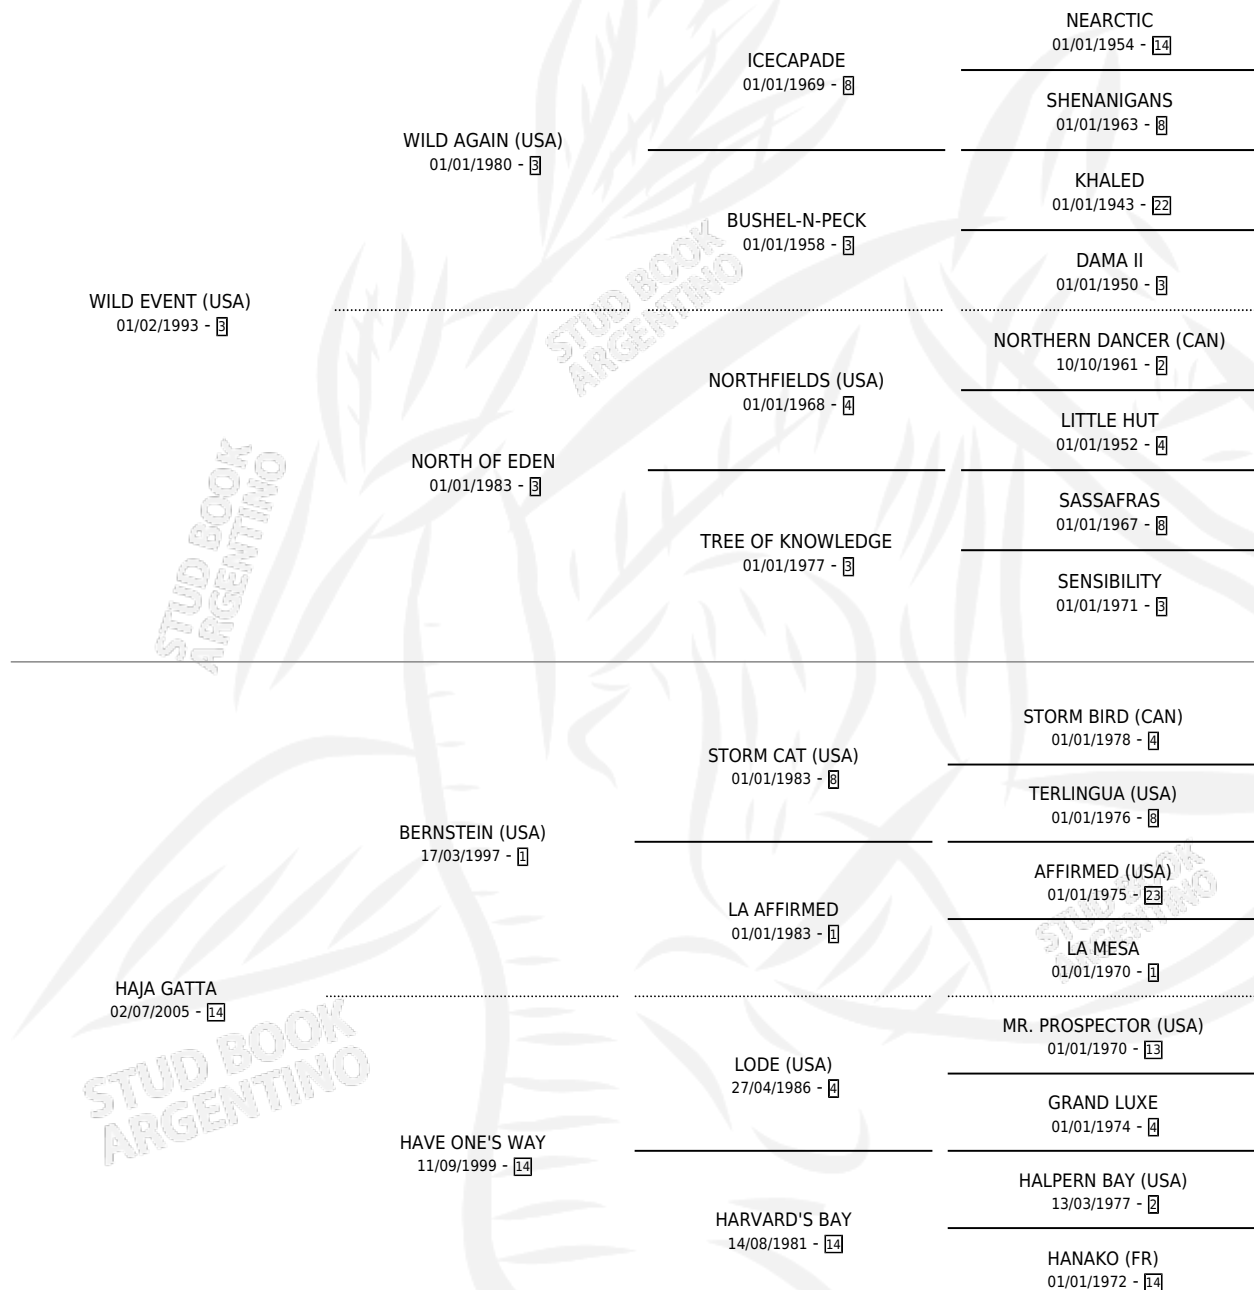 NEARCTIC
01/01/1954 - 14
ICECAPADE
01/01/1969 - 8
SHENANIGANS
01/01/1963 - 8
WILD AGAIN (USA)
01/01/1980 - 3
KHALED
01/01/1943 - 22
BUSHEL-N-PECK
01/01/1958 - 3
DAMA II
01/01/1950 - 3
WILD EVENT (USA)
01/02/1993 - 3
NORTHERN DANCER (CAN)
10/10/1961 - 2
NORTHFIELDS (USA)
01/01/1968 - 4
LITTLE HUT
01/01/1952 - 4
NORTH OF EDEN
01/01/1983 - 3
SASSAFRAS
01/01/1967 - 8
TREE OF KNOWLEDGE
01/01/1977 - 3
SENSIBILITY
01/01/1971 - 3
STORM BIRD (CAN)
01/01/1978 - 4
STORM CAT (USA)
01/01/1983 - 8
TERLINGUA (USA)
01/01/1976 - 8
BERNSTEIN (USA)
17/03/1997 - 1
AFFIRMED (USA)
01/01/1975 - 23
LA AFFIRMED
01/01/1983 - 1
LA MESA
01/01/1970 - 1
HAJA GATTA
02/07/2005 - 14
MR. PROSPECTOR (USA)
01/01/1970 - 13
LODE (USA)
27/04/1986 - 4
GRAND LUXE
01/01/1974 - 4
HAVE ONE'S WAY
11/09/1999 - 14
HALPERN BAY (USA)
13/03/1977 - 2
HARVARD'S BAY
14/08/1981 - 14
HANAKO (FR)
01/01/1972 - 14
STUD BOOK
ARGENTINO
STUD BOOK
ARGENTINO
STUD BOOK
ARGENTINO
STUD BOOK
ARGENTINO